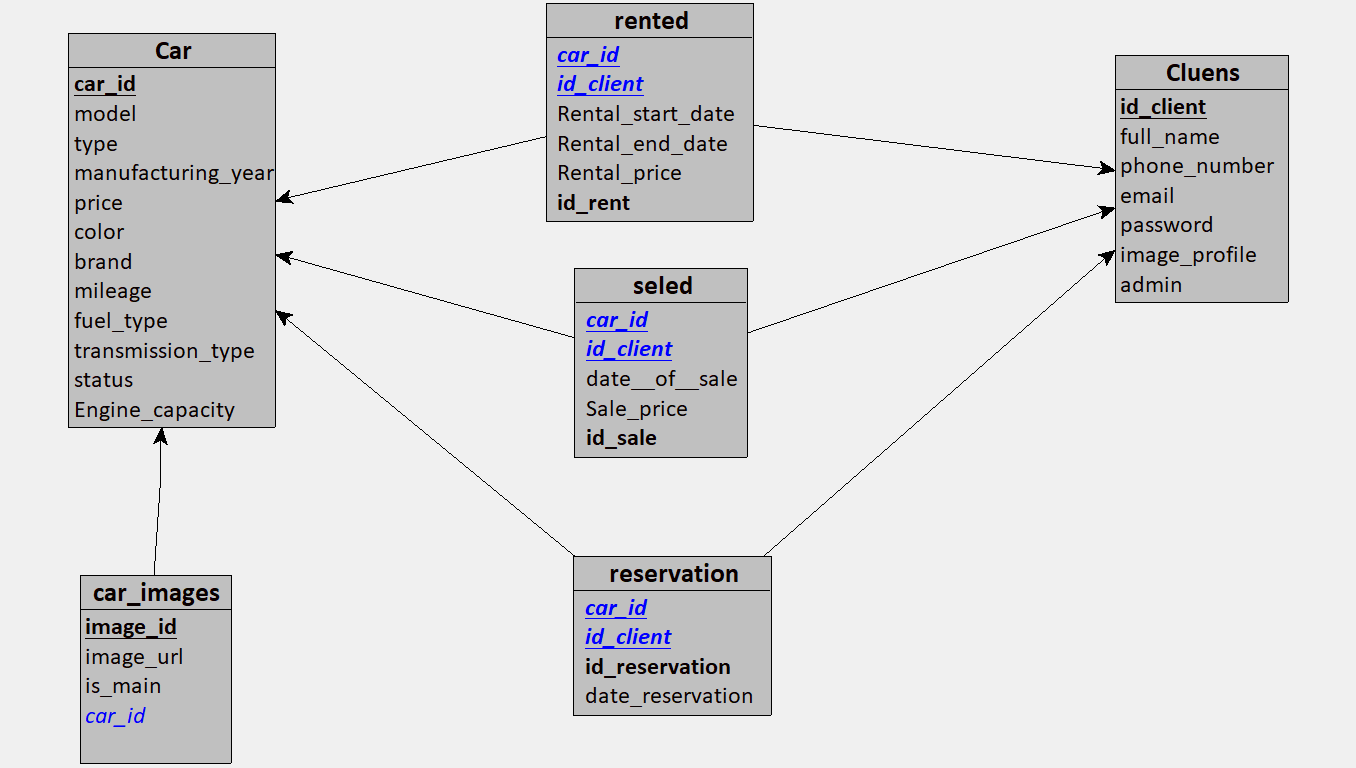 Car
car_id
model
type
manufacturing_year
price
color
brand
mileage
fuel_type
transmission_type
status
Engine_capacity
car_images
image_id
image_url
is_main
car_id
rented
car_id
id_client
Rental_start_date
Rental_end_date
Rental_price
id_rent
seled
car_id
id_client
date__of__sale
Sale_price
id_sale
reservation
car_id
id_client
id_reservation
date_reservation
Cluens
id_client
full_name
phone_number
email
password
image_profile
admin